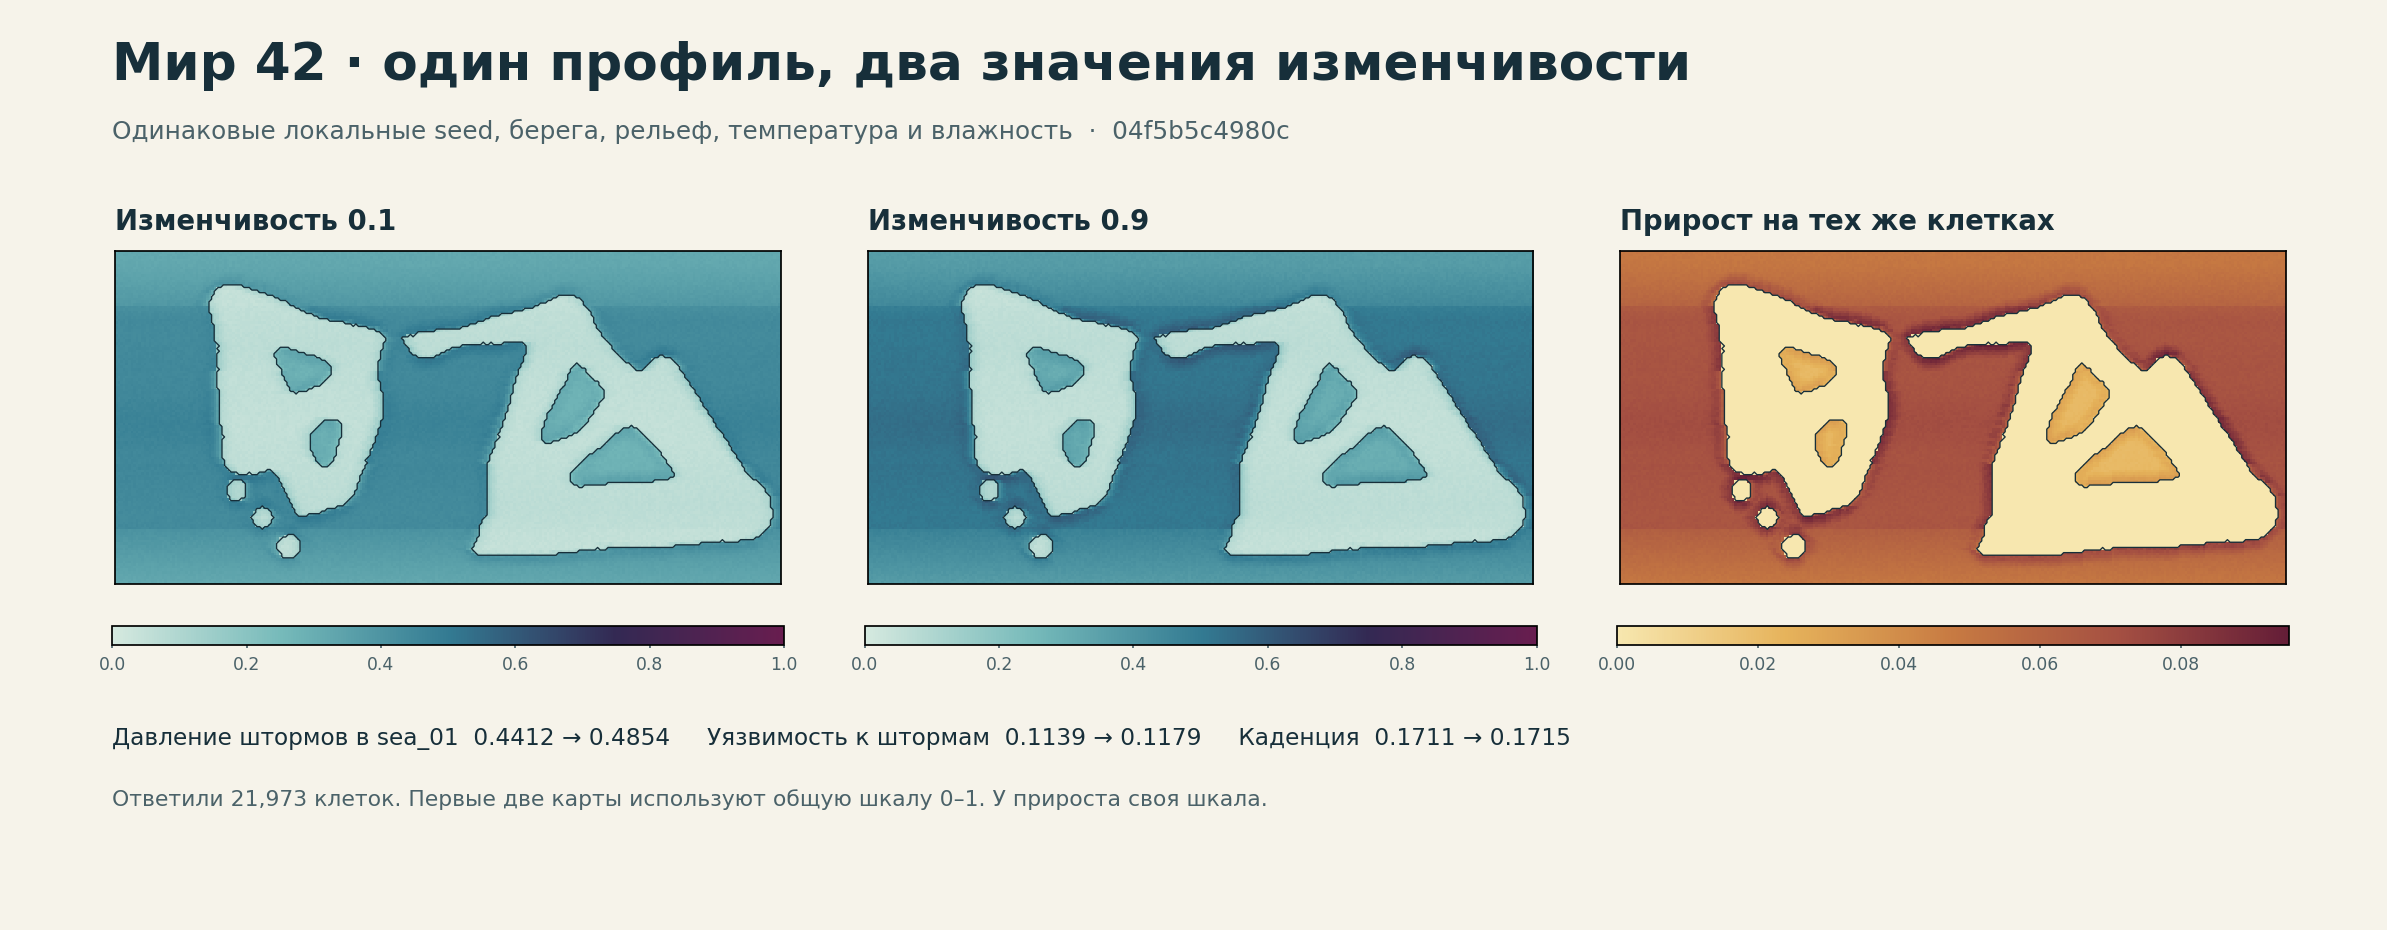 Мир 42 · один профиль, два значения изменчивости
Одинаковые локальные seed, берега, рельеф, температура и влажность · 04f5b5c4980c
Изменчивость 0.1
Изменчивость 0.9
Прирост на тех же клетках
0.0 0.2 0.4 0.6 0.8 1.0
0.0 0.2 0.4 0.6 0.8 1.0
0.00 0.02 0.04 0.06 0.08
Давление штормов в sea_01 0.4412 → 0.4854 Уязвимость к штормам 0.1139 → 0.1179 Каденция 0.1711 → 0.1715
Ответили 21,973 клеток. Первые две карты используют общую шкалу 0–1. У прироста своя шкала.